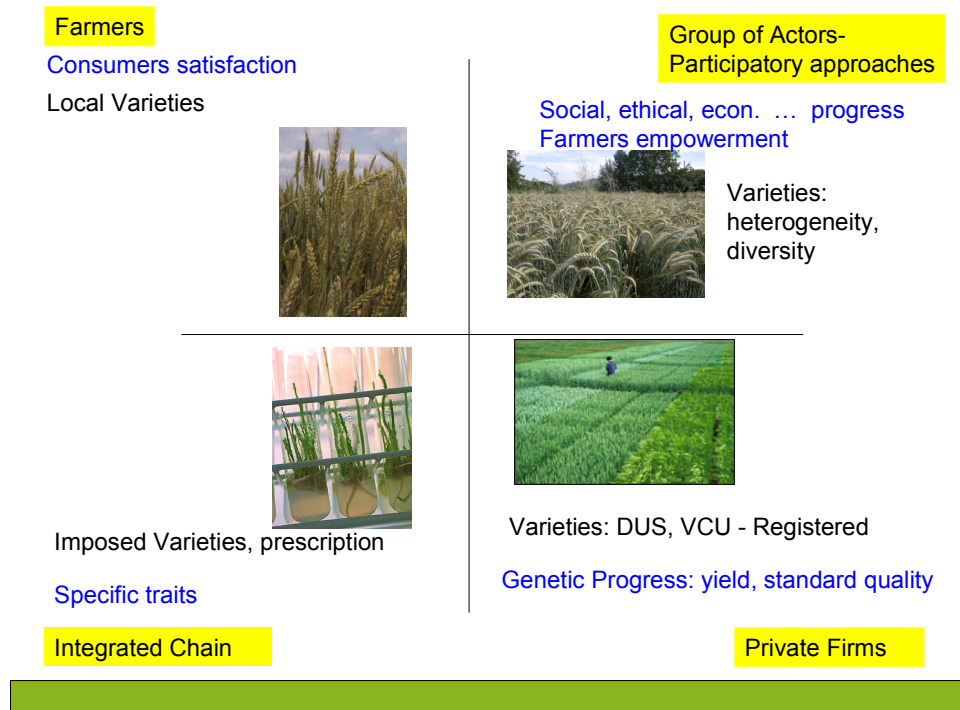 Farmers
Consumers satisfaction
Local Varieties
Group of Actors-
Participatory approaches
Social, ethical, econ.  …  progress
Farmers empowerment
Varieties:
heterogeneity,
diversity
Imposed Varieties, prescription
Specific traits
Integrated Chain
Varieties: DUS, VCU - Registered
Genetic Progress: yield, standard quality
Private Firms